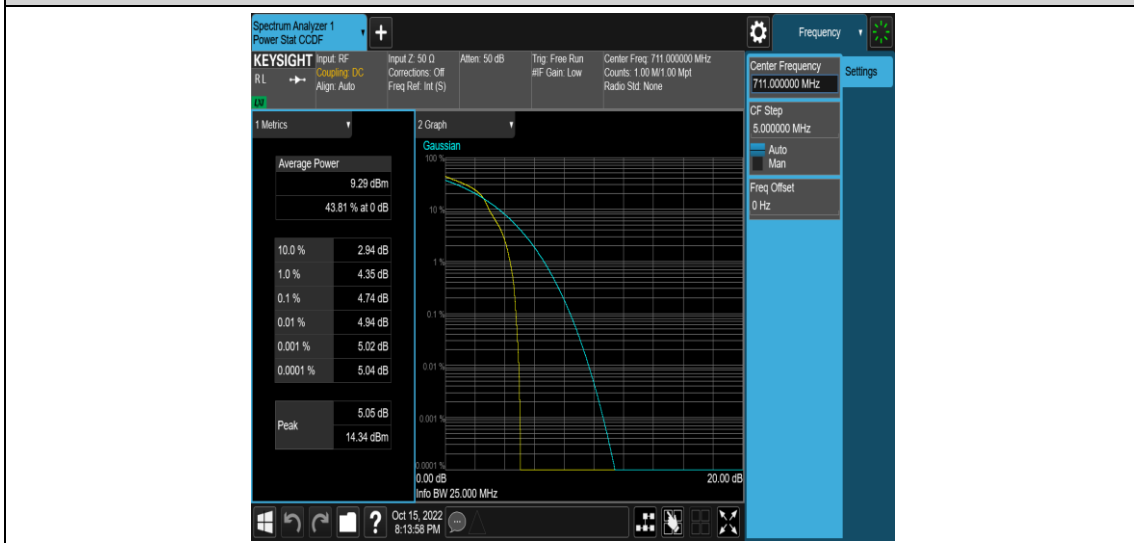 Spectrum Analyzer 1
Power Stat CCDF
Frequency
KEYSIGHT
Input: RF
Coupling: DC
Align: Auto
RL
LNI
Input Z: 50 Ω
Corrections: Off
Freq Ref: Int (S)
Atten: 50 dB
Trig: Free Run
#IF Gain: Low
Center Freq: 711.000000 MHz
Counts: 1.00 M/1.00 Mpt
Radio Std: None
Center Frequency
711.000000 MHz
Settings
CF Step
5.000000 MHz
Auto
Man
Freq Offset
0 Hz
1 Metrics
Average Power
9.29 dBm
43.81 % at 0 dB
10.0 % 2.94 dB
1.0 % 4.35 dB
0.1 % 4.74 dB
0.01 % 4.94 dB
0.001 % 5.02 dB
0.0001 % 5.04 dB
Peak
5.05 dB
14.34 dBm
2 Graph
Gaussian
100 %
10 %
1 %
0.1 %
0.01 %
0.001 %
0.0001 %
0.00 dB
20.00 dB
Info BW 25.000 MHz
?
Oct 15, 2022
8:13:58 PM